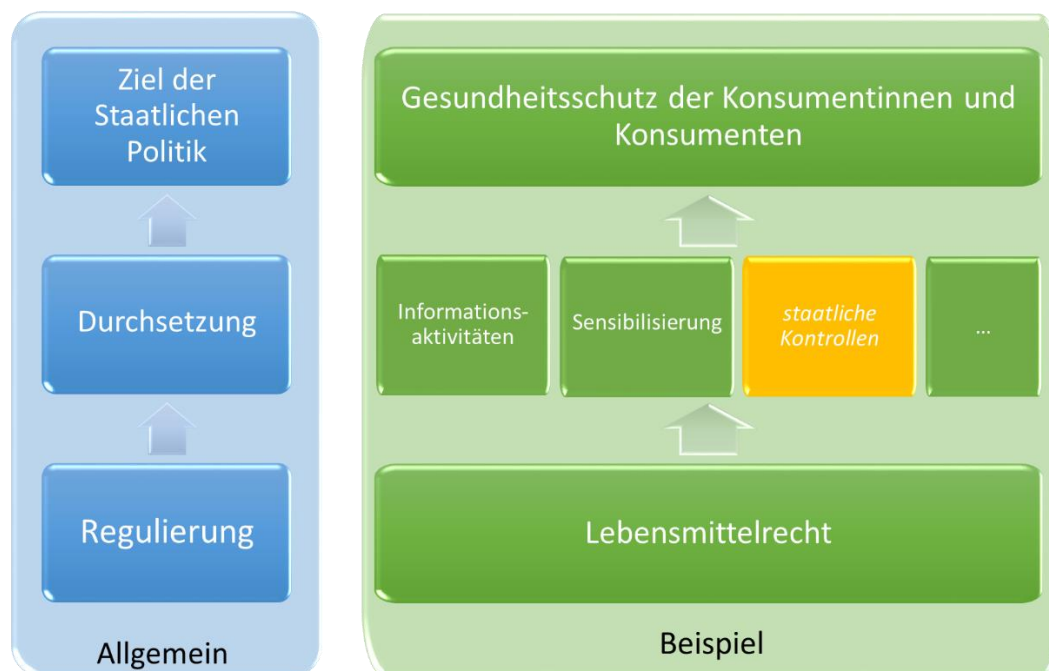 Ziel der
Staatlichen
Politik
Durchsetzung
Regulierung
Allgemein
Gesundheitsschutz der Konsumentinnen und
Konsumenten
Informations-
aktivitäten
Sensibilisierung
staatliche
Kontrollen
...
Lebensmittelrecht
Beispiel